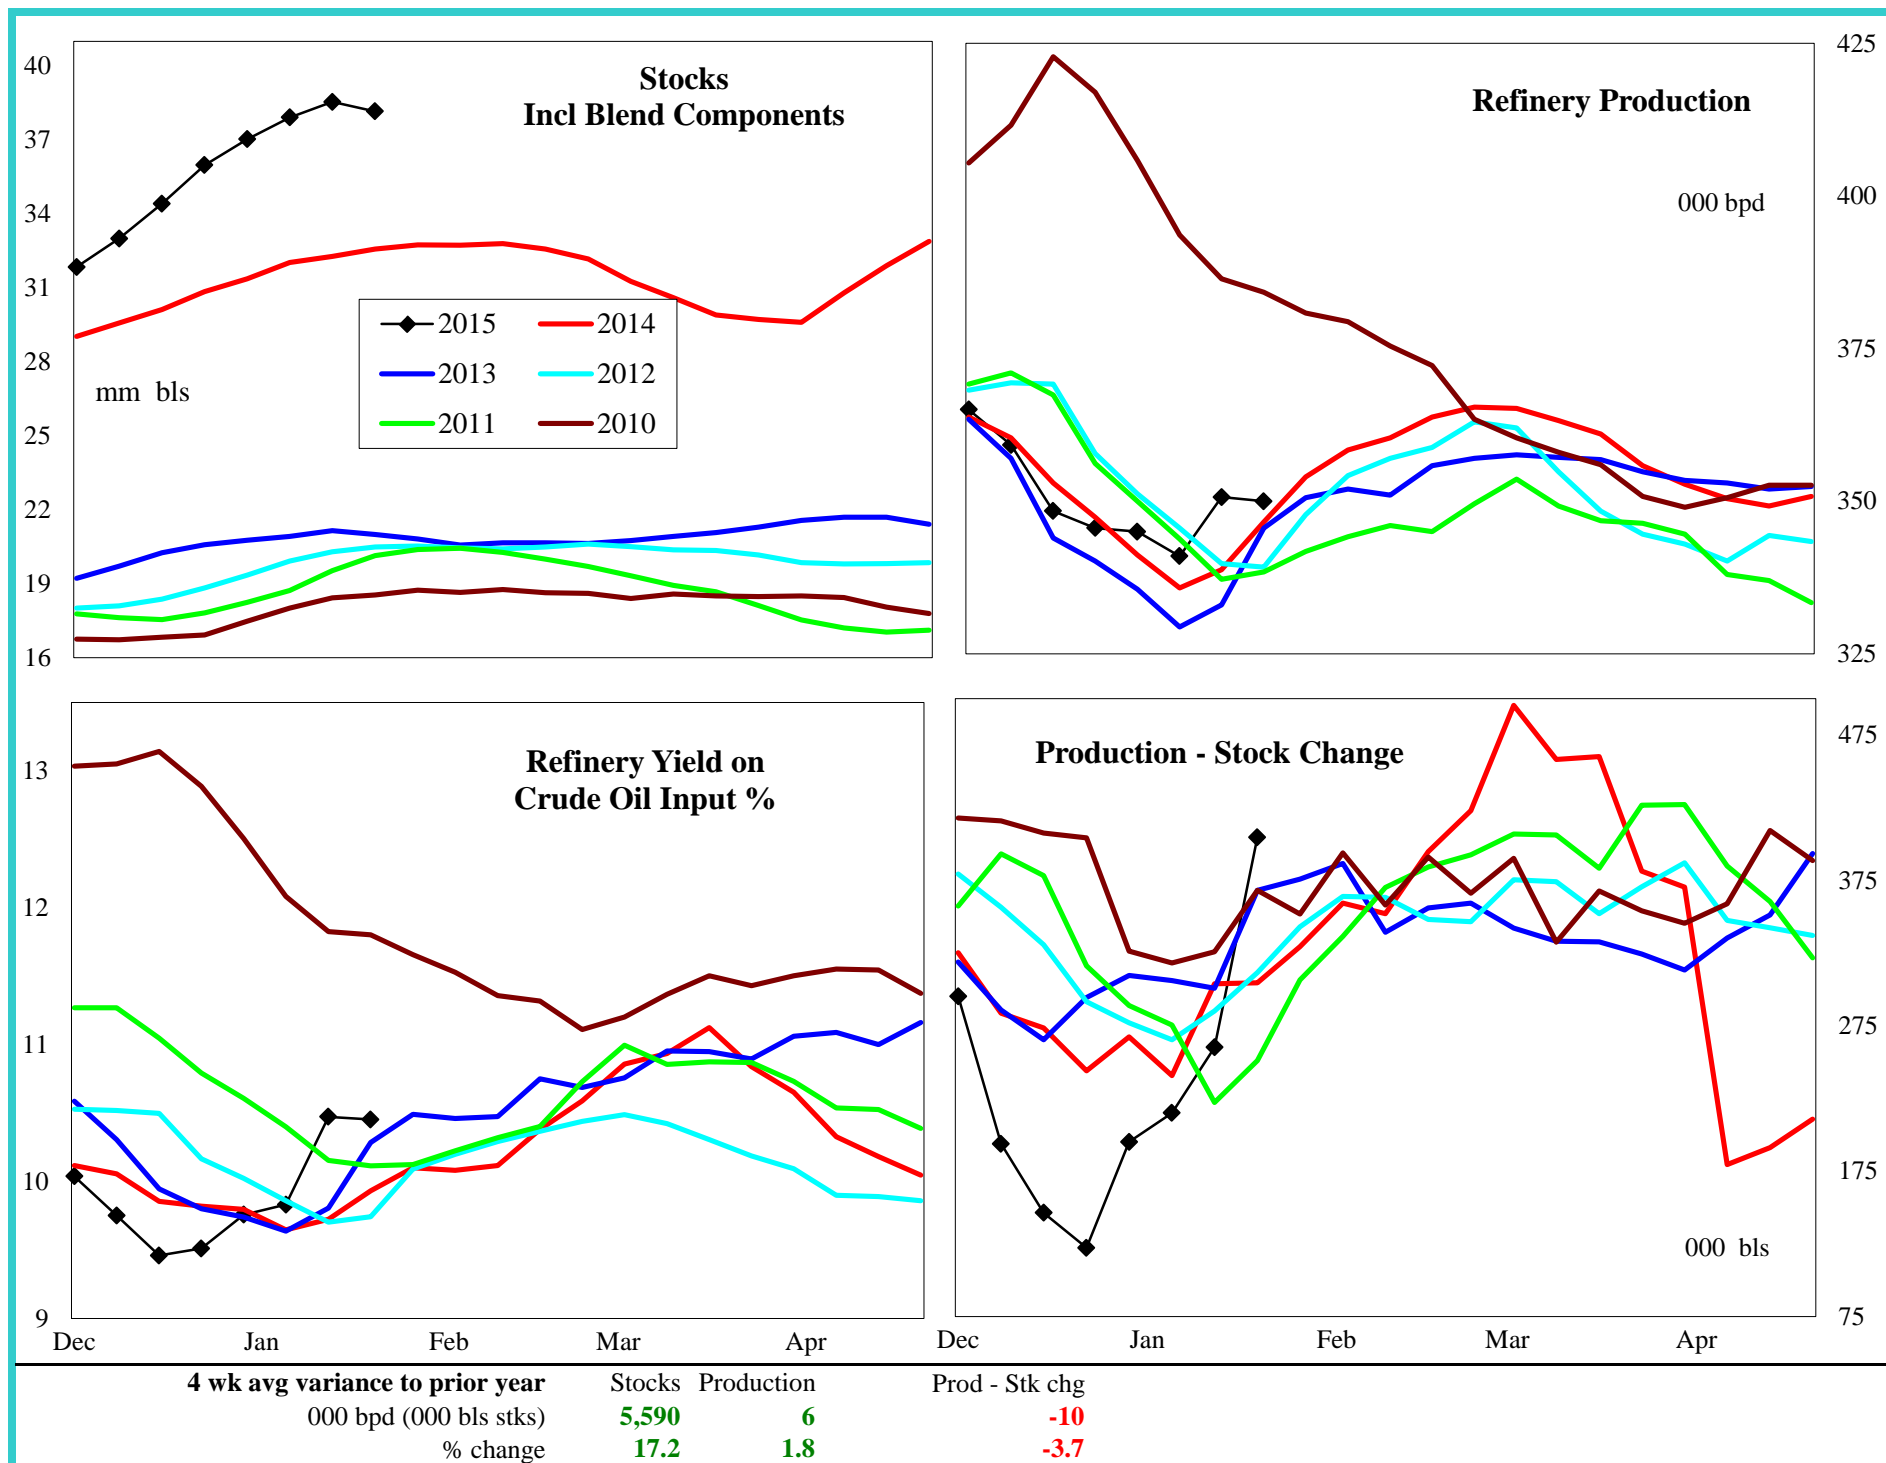 Stocks
Incl Blend Components
40
37
34
31
28
25
22
19
16
mm bls
2015 2014
2013 2012
2011 2010
Refinery Production
000 bpd
425
400
375
350
325
Refinery Yield on
Crude Oil Input %
13
12
11
10
9
Dec Jan Feb Mar Apr
Production - Stock Change
475
375
275
175
75
000 bls
Dec Jan Feb Mar Apr
4 wk avg variance to prior year Stocks Production Prod - Stk chg
000 bpd (000 bls stks) 5,590 6 -10
% change 17.2 1.8 -3.7